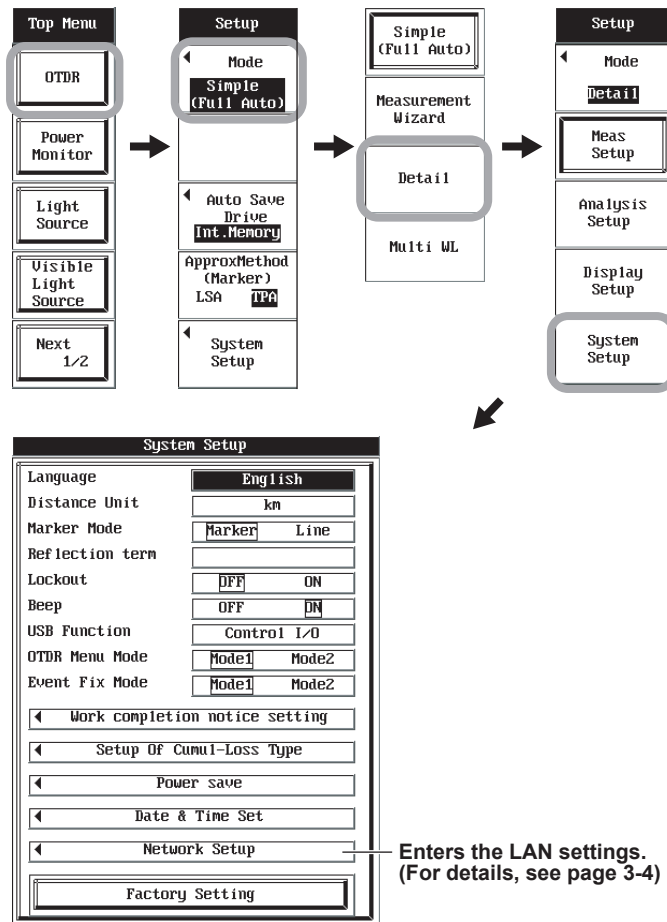 Top Menu
OTDR
Power
Monitor
Light
Source
Visible
Light
Source
Next
1/2
Setup
Mode
Simple
(Full Auto)
Auto Save
Drive
Int.Memory
ApproxMethod
(Marker)
LSA TPA
System
Setup
Simple
(Full Auto)
Measurement
Wizard
Detail
Multi WL
Setup
Mode
Detail
Meas
Setup
Analysis
Setup
Display
Setup
System
Setup
System Setup
Language English
Distance Unit km
Marker Mode Marker Line
Reflection term
Lockout OFF ON
Beep OFF ON
USB Function Control I/O
OTDR Menu Mode Mode1 Mode2
Event Fix Mode Mode1 Mode2
Work completion notice setting
Setup Of Cumul-Loss Type
Power save
Date & Time Set
Network Setup
Factory Setting
Enters the LAN settings.
(For details, see page 3-4)